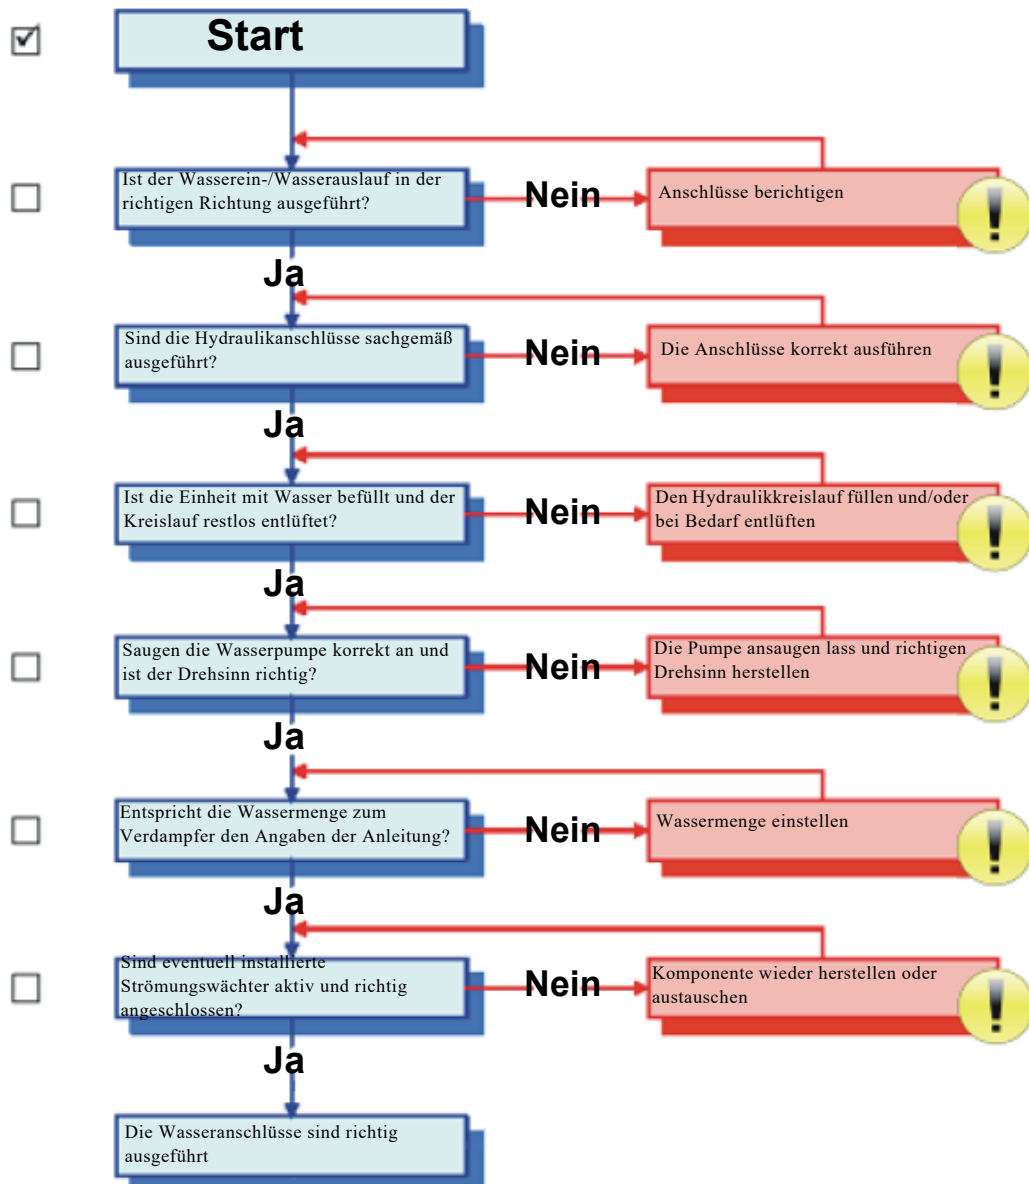 Start
Ist der Wasserein-/Wasserauslauf in der
richtigen Richtung ausgeführt?
Nein
Anschlüsse berichtigen
!
Ja
Sind die Hydraulikanschlüsse sachgemäß
ausgeführt?
Nein
Die Anschlüsse korrekt ausführen
!
Ja
Ist die Einheit mit Wasser befüllt und der
Kreislauf restlos entlüftet?
Nein
Den Hydraulikkreislauf füllen und/oder
bei Bedarf entlüften
!
Ja
Saugen die Wasserpumpe korrekt an und
ist der Drehsinn richtig?
Nein
Die Pumpe ansaugen lass und richtigen
Drehsinn herstellen
!
Ja
Entspricht die Wassermenge zum
Verdampfer den Angaben der Anleitung?
Nein
Wassermenge einstellen
!
Ja
Sind eventuell installierte
Strömungswächter aktiv und richtig
angeschlossen?
Nein
Komponente wieder herstellen oder
austauschen
!
Ja
Die Wasseranschlüsse sind richtig
ausgeführt